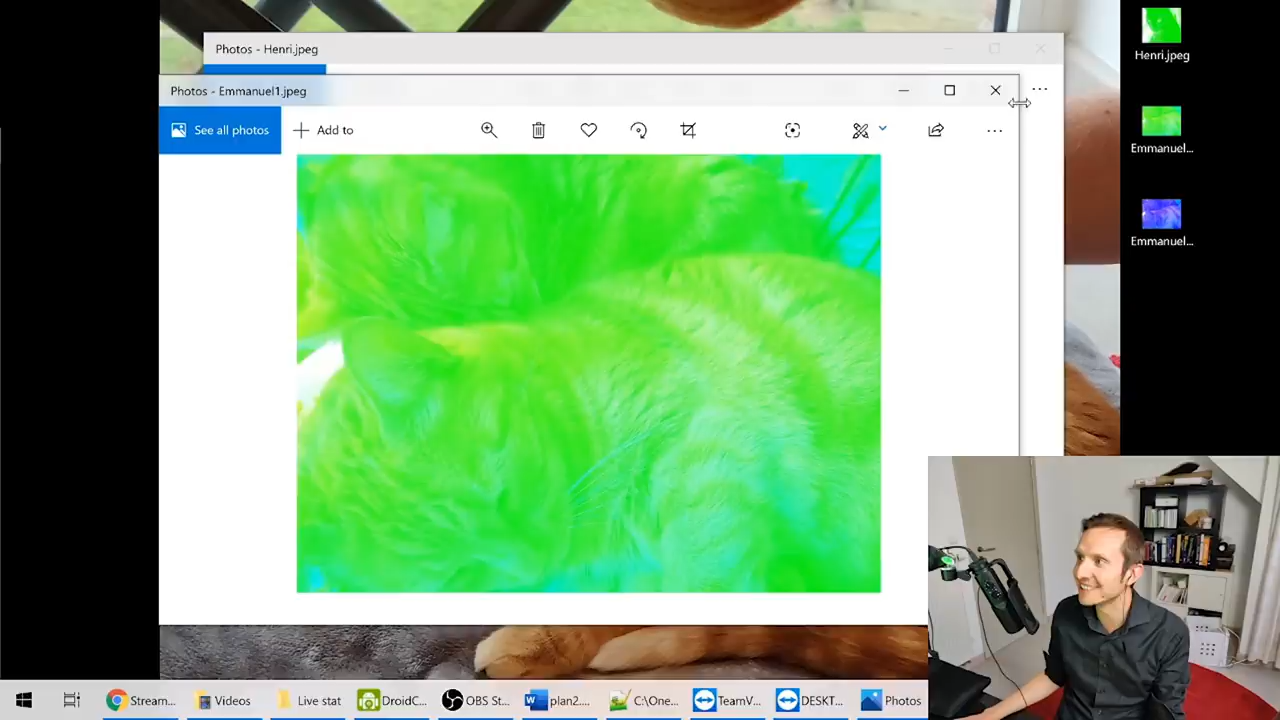 Photos - Henri.jpeg
Photos - Emmanuel1.jpeg
See all photos
Add to
Henri.jpeg
Emmanuel...
Emmanuel...
Stream...
Videos
Live stat
DroidC...
OBS St...
plan2....
C:\One...
TeamV...
DESKT...
Photos